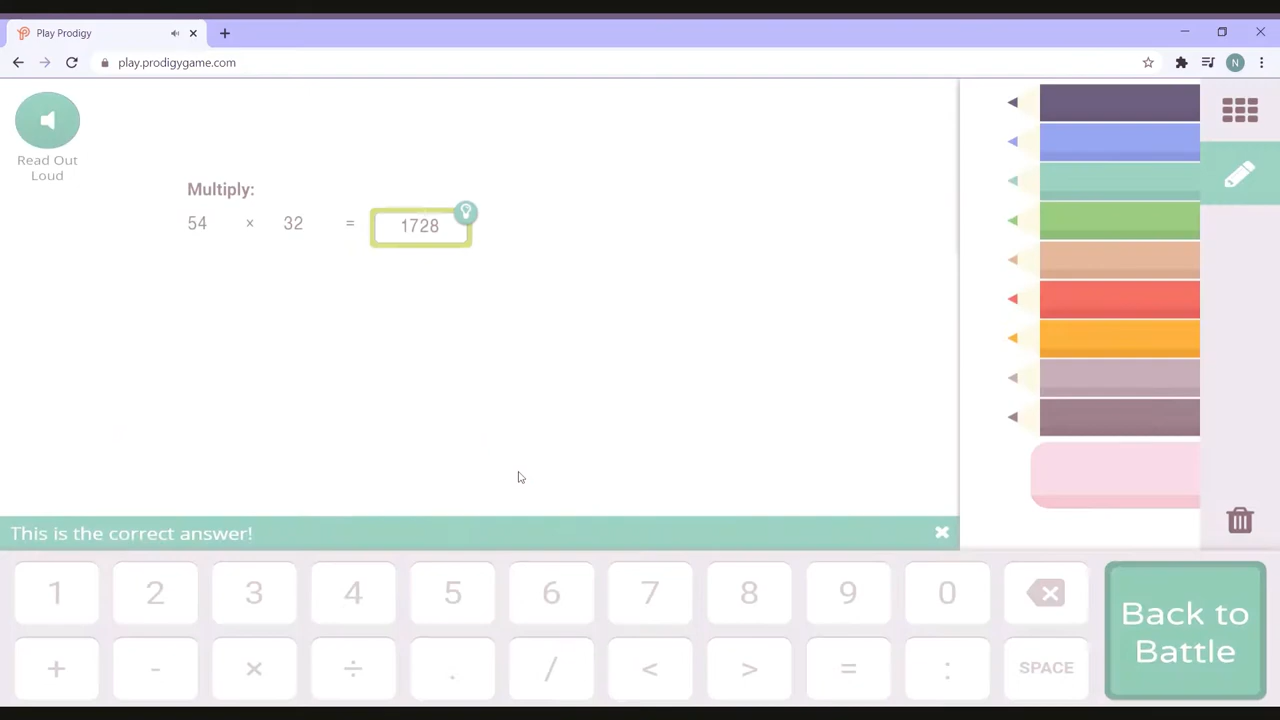 Play Prodigy
play.prodigygame.com
N
Read Out
Loud
Multiply:
54 × 32 = 1728
This is the correct answer!
1 2 3 4 5 6 7 8 9 0
+ - × ÷ . / < > = : SPACE
Back to
Battle